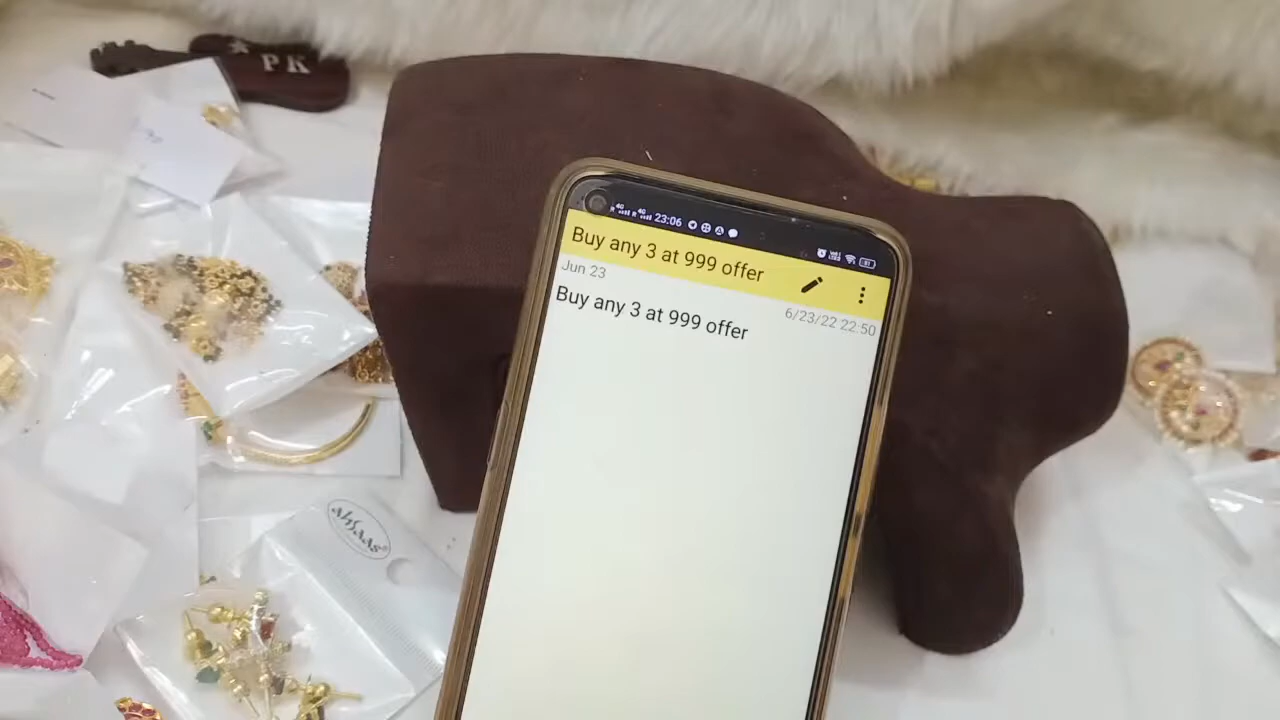 PK
23:06
Buy any 3 at 999 offer
Jun 23
6/23/22 22:50
Buy any 3 at 999 offer
ahsaas